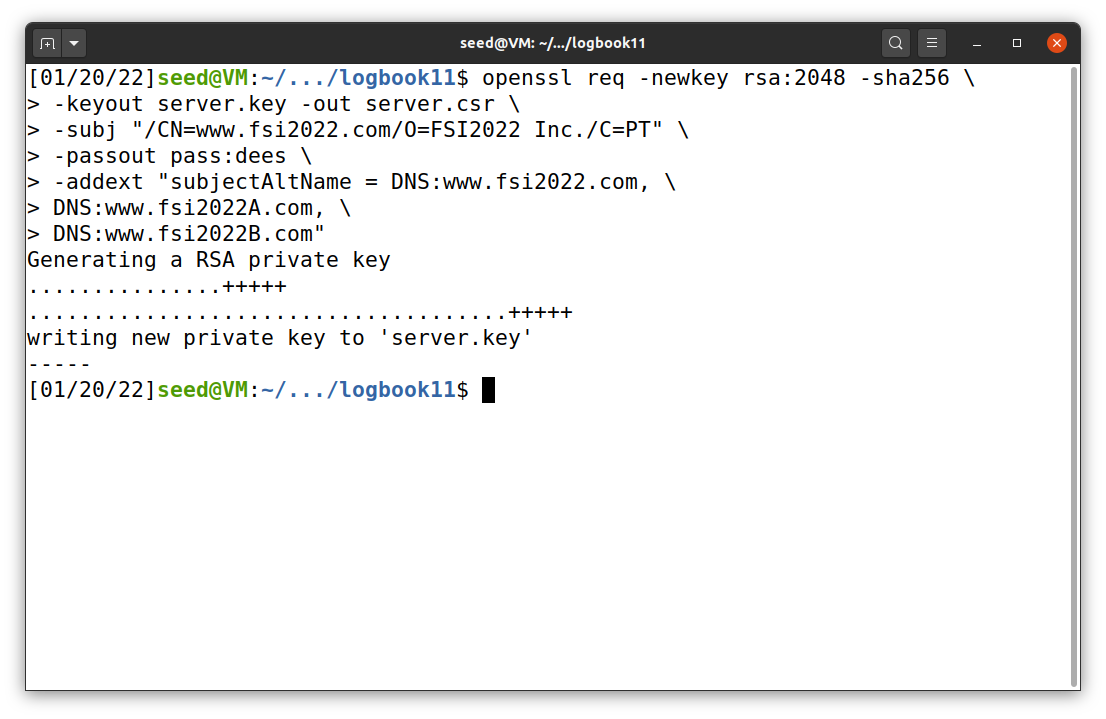 seed@VM: ~/.../logbook11
[01/20/22]seed@VM:~/.../logbook11$ openssl req -newkey rsa:2048 -sha256 \
> -keyout server.key -out server.csr \
> -subj "/CN=www.fsi2022.com/O=FSI2022 Inc./C=PT" \
> -passout pass:dees \
> -addext "subjectAltName = DNS:www.fsi2022.com, \
> DNS:www.fsi2022A.com, \
> DNS:www.fsi2022B.com"
Generating a RSA private key
...............+++++
.....................................+++++
writing new private key to 'server.key'
-----
[01/20/22]seed@VM:~/.../logbook11$